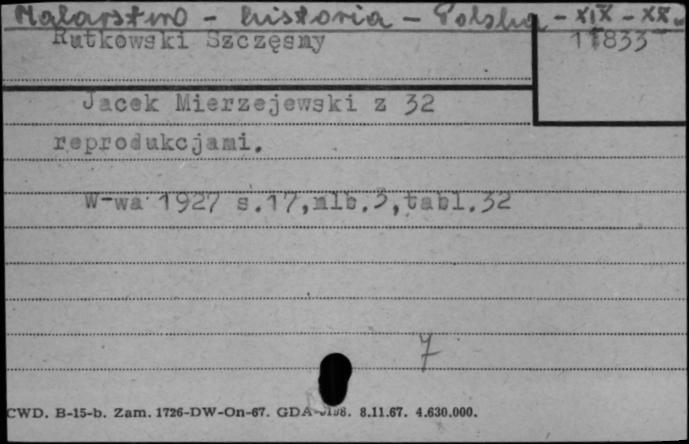 Malarstwo - historia - Polska - XIX - XX w.
Rutkowski Szczęsny 11833
Jacek Mierzejewski z 32
reprodukcjami.
W-wa 1927 s.17,nlb.3,tabl.32
7
CWD. B-15-b. Zam. 1726-DW-On-67. GDA 8.11.67. 4.630.000.